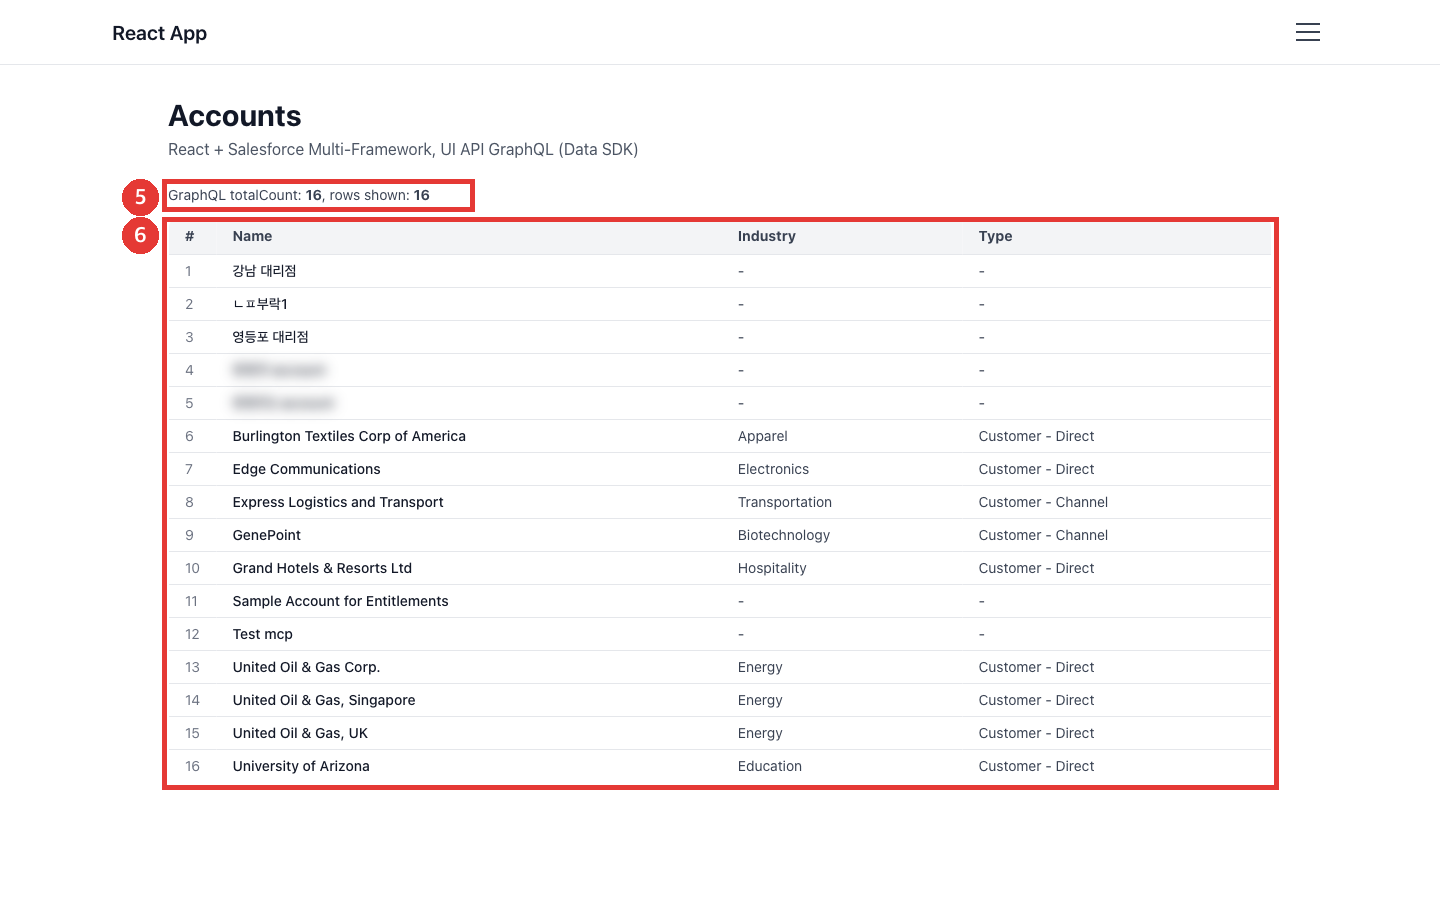 React App
Accounts
React + Salesforce Multi-Framework, UI API GraphQL (Data SDK)
5 GraphQL totalCount: 16, rows shown: 16
6 # Name Industry Type
1 강남 대리점 - -
2 ㄴㅍ부락1 - -
3 영등포 대리점 - -
4 - -
5 - -
6 Burlington Textiles Corp of America Apparel Customer - Direct
7 Edge Communications Electronics Customer - Direct
8 Express Logistics and Transport Transportation Customer - Channel
9 GenePoint Biotechnology Customer - Channel
10 Grand Hotels & Resorts Ltd Hospitality Customer - Direct
11 Sample Account for Entitlements - -
12 Test mcp - -
13 United Oil & Gas Corp. Energy Customer - Direct
14 United Oil & Gas, Singapore Energy Customer - Direct
15 United Oil & Gas, UK Energy Customer - Direct
16 University of Arizona Education Customer - Direct